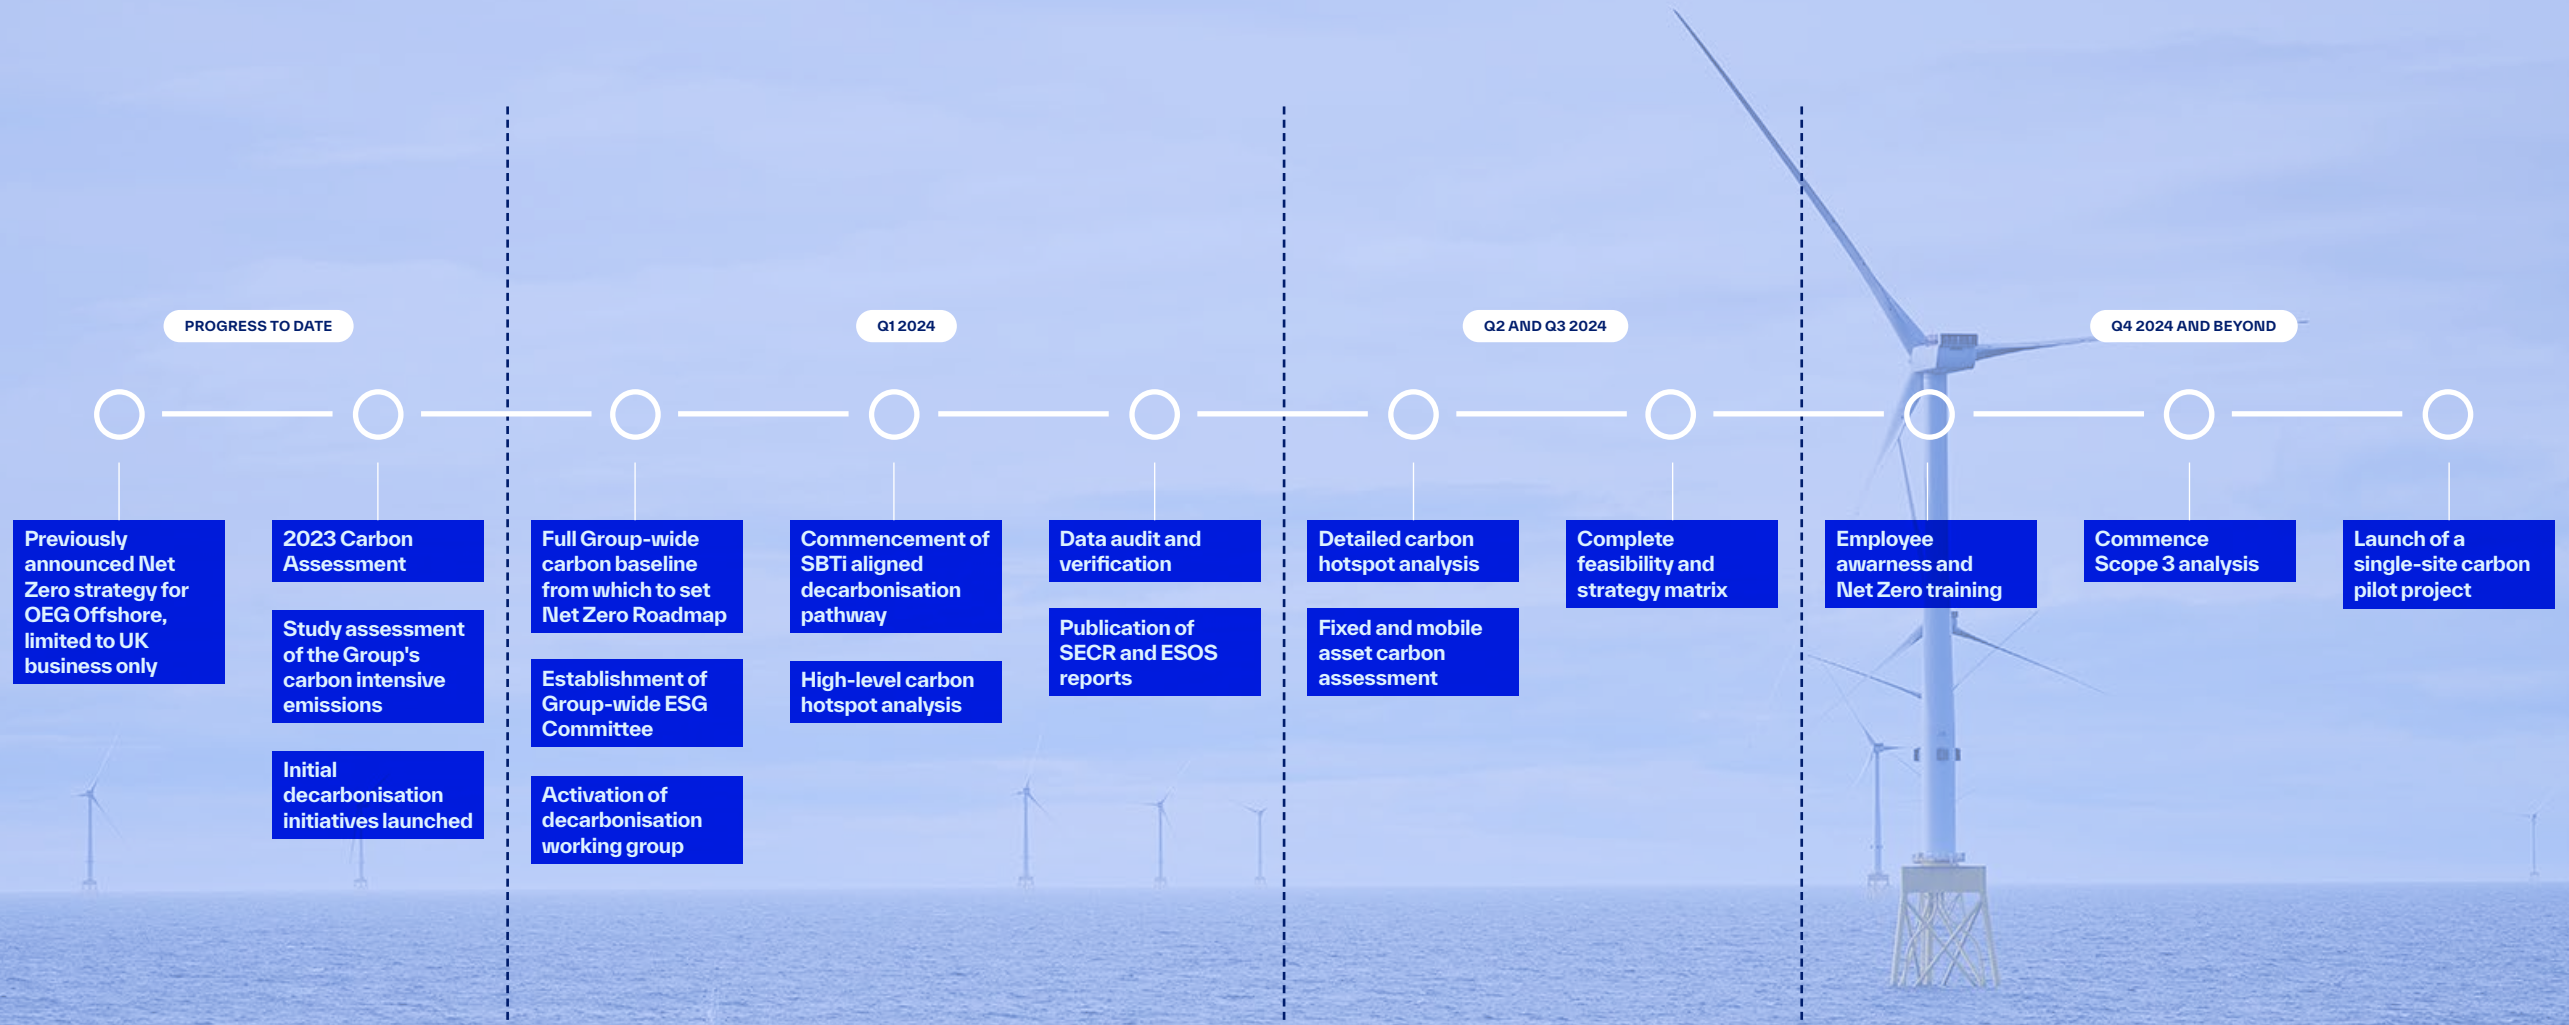 PROGRESS TO DATE
Q1 2024
Q2 AND Q3 2024
Q4 2024 AND BEYOND
Previously
announced Net
Zero strategy for
OEG Offshore,
limited to UK
business only
2023 Carbon
Assessment
Study assessment
of the Group's
carbon intensive
emissions
Initial
decarbonisation
initiatives launched
Full Group-wide
carbon baseline
from which to set
Net Zero Roadmap
Establishment of
Group-wide ESG
Committee
Activation of
decarbonisation
working group
Commencement of
SBTi aligned
decarbonisation
pathway
High-level carbon
hotspot analysis
Data audit and
verification
Publication of
SECR and ESOS
reports
Detailed carbon
hotspot analysis
Fixed and mobile
asset carbon
assessment
Complete
feasibility and
strategy matrix
Employee
awarness and
Net Zero training
Commence
Scope 3 analysis
Launch of a
single-site carbon
pilot project